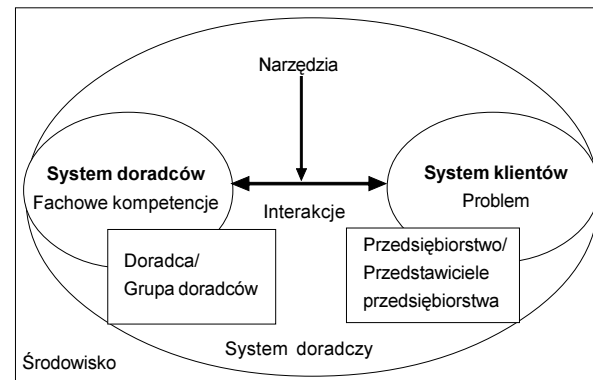 Narzędzia
System doradców
Fachowe kompetencje
System klientów
Problem
Interakcje
Doradca/
Grupa doradców
Przedsiębiorstwo/
Przedstawiciele
przedsiębiorstwa
System doradczy
Środowisko